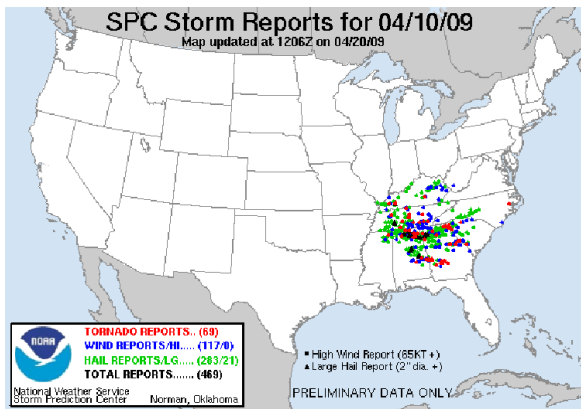 SPC Storm Reports for 04/10/09
Map updated at 1206Z on 04/20/09
NOAA
TORNADO REPORTS.. (69)
WIND REPORTS/HI..... (117/0)
HAIL REPORTS/LG..... (283/21)
TOTAL REPORTS....... (469)
National Weather Service
Storm Prediction Center Norman, Oklahoma
High Wind Report (65KT +)
Large Hail Report (2" dia. +)
PRELIMINARY DATA ONLY